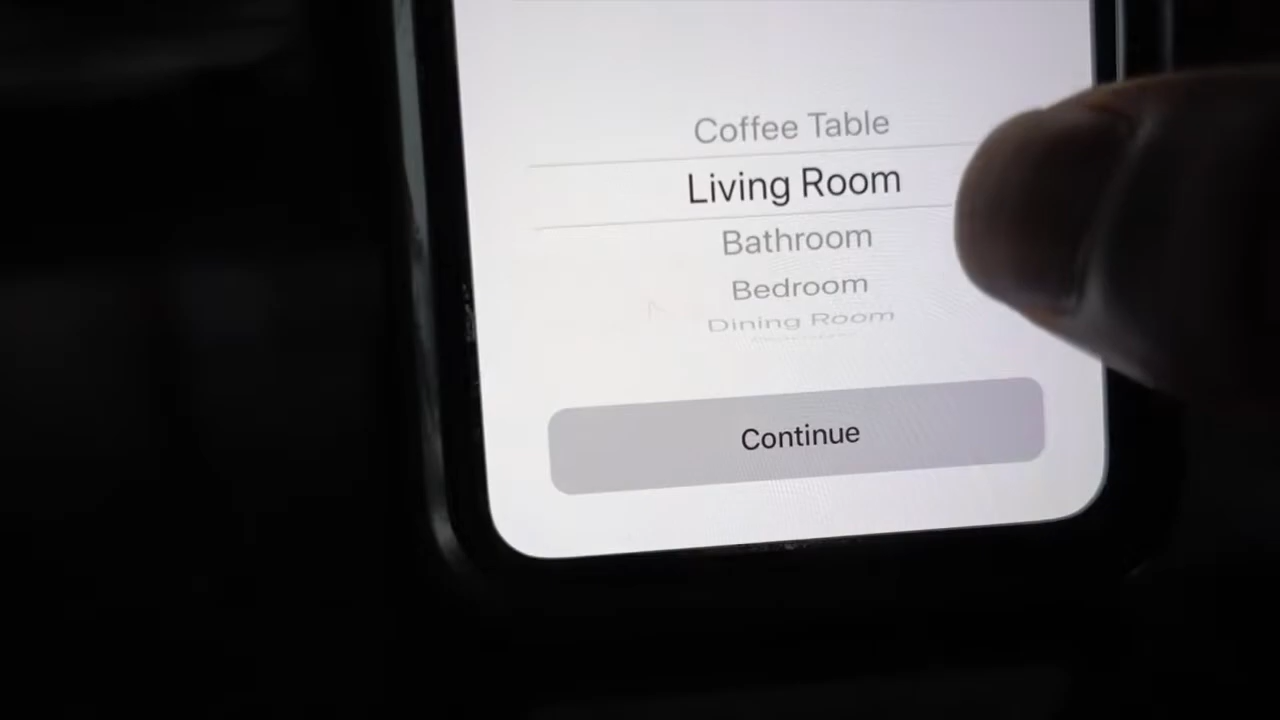 Coffee Table
Living Room
Bathroom
Bedroom
Dining Room
Continue